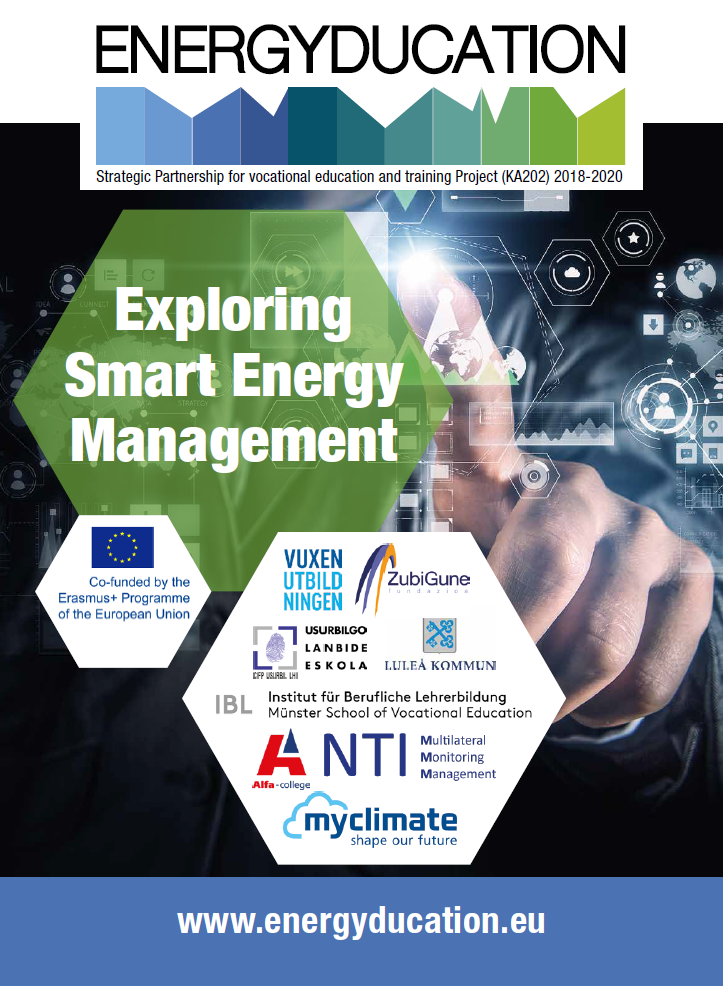 ENERGYDUCATION
Strategic Partnership for vocational education and training Project (KA202) 2018-2020
Exploring
Smart Energy
Management
Co-funded by the
Erasmus+ Programme
of the European Union
VUXEN
UTBILD
NINGEN
ZubiGune
fundazioa
USURBILGO
LANBIDE
ESKOLA
CIFP USURBIL LHII
LULEÅ KOMMUN
IBL
Institut für Berufliche Lehrerbildung
Münster School of Vocational Education
Alfa-college
NTI
Multilateral
Monitoring
Management
myclimate
shape our future
www.energyducation.eu